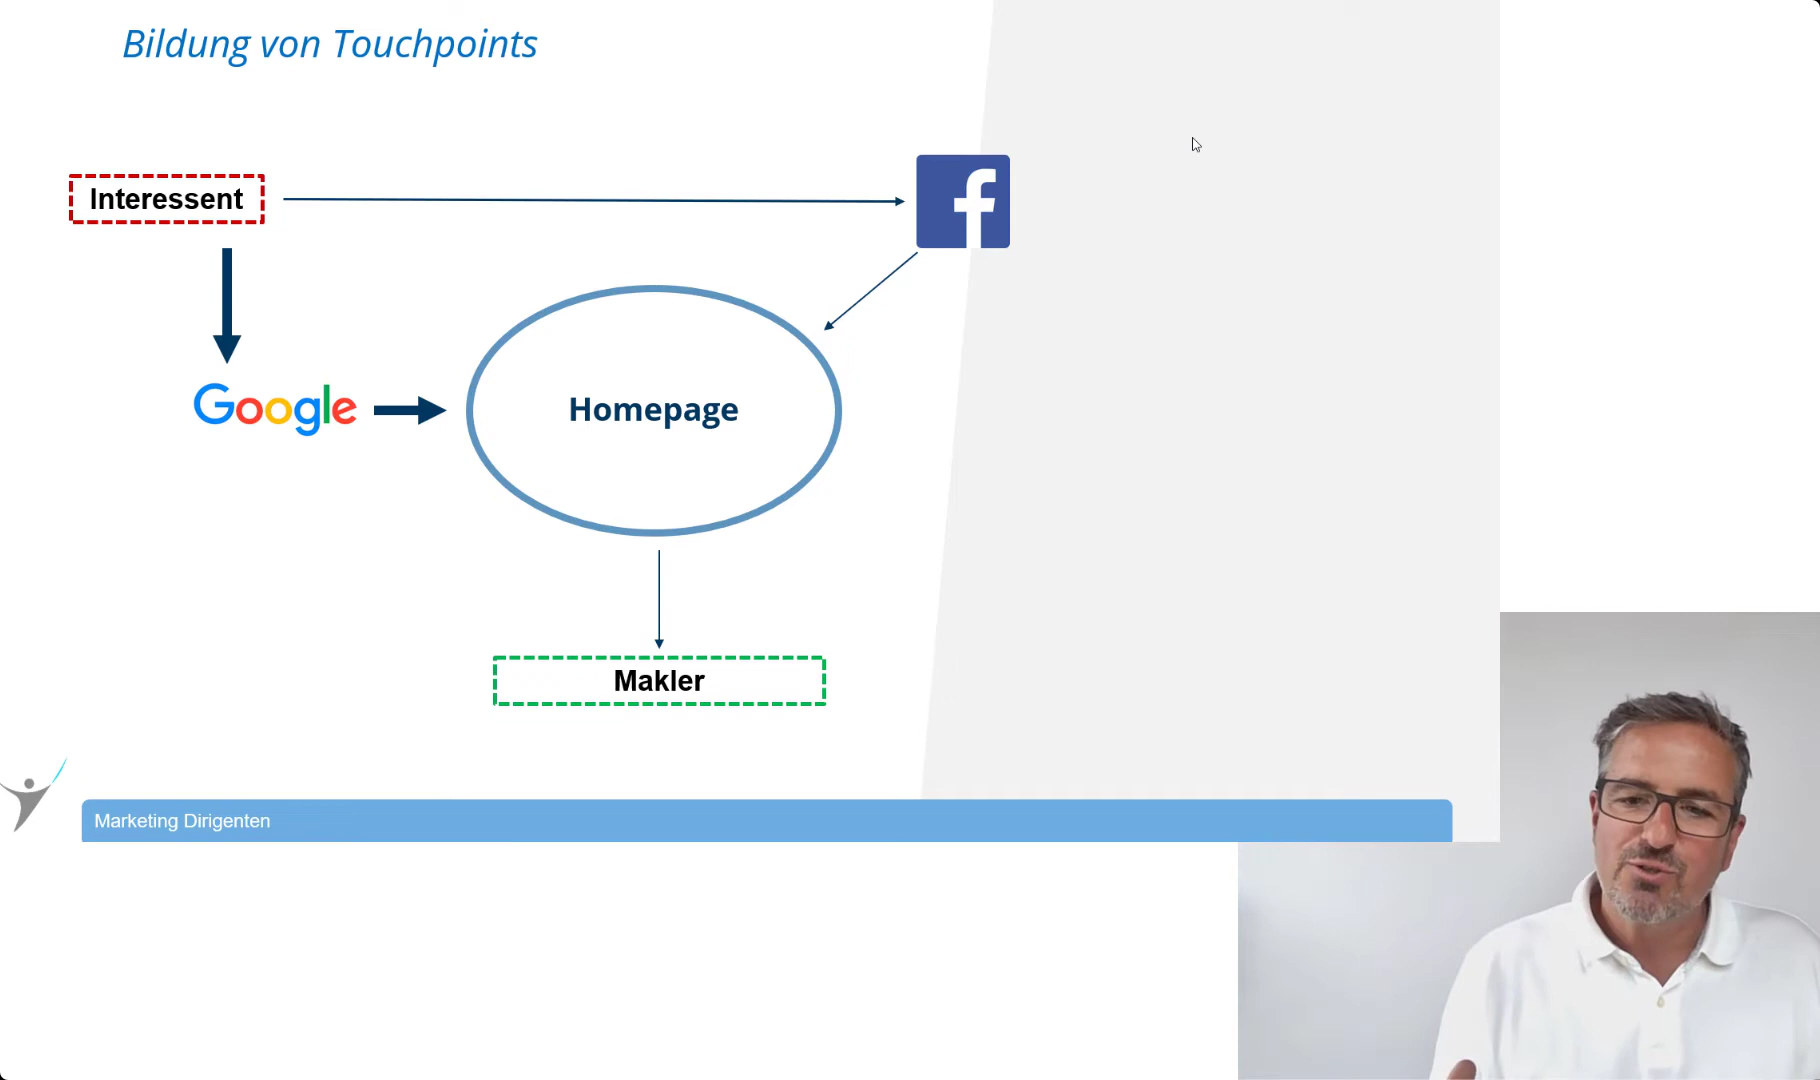 Bildung von Touchpoints
Interessent
Google
Homepage
Makler
Marketing Dirigenten